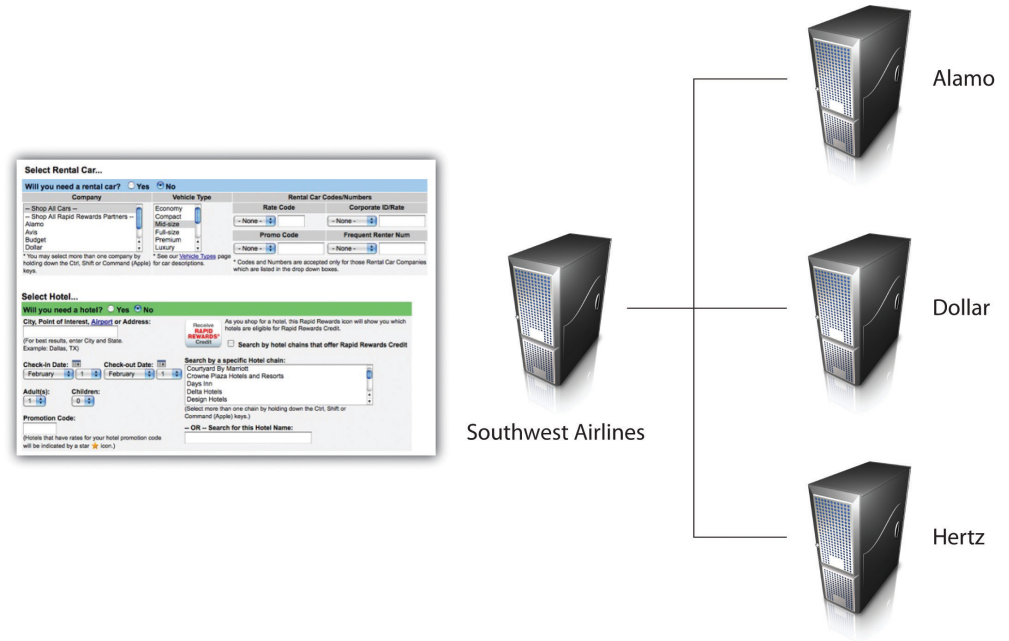 Select Rental Car...
Will you need a rental car? Yes No
Company
Vehicle Type
Rental Car Codes/Numbers
-- Shop All Cars --
-- Shop All Rapid Rewards Partners --
Alamo
Avis
Budget
Dollar
Economy
Compact
Mid-size
Full-size
Premium
Luxury
Rate Code
Corporate ID/Rate
- None -
- None -
Promo Code
Frequent Renter Num
- None -
- None -
* You may select more than one company by
holding down the Ctrl, Shift or Command (Apple)
keys.
* See our Vehicle Types page
for car descriptions.
* Codes and Numbers are accepted only for those Rental Car Companies
which are listed in the drop down boxes.
Select Hotel...
Will you need a hotel? Yes No
City, Point of Interest, Airport or Address:
(For best results, enter City and State.
Example: Dallas, TX)
Receive
RAPID
REWARDS
Credit
As you shop for a hotel, this Rapid Rewards icon will show you which
hotels are eligible for Rapid Rewards Credit.
Search by hotel chains that offer Rapid Rewards Credit
Check-in Date:
Check-out Date:
February 1
February 1
Adult(s):
Children:
1
0
Promotion Code:
(Hotels that have rates for your hotel promotion code
will be indicated by a star icon.)
Search by a specific Hotel chain:
Courtyard By Marriott
Crowne Plaza Hotels and Resorts
Days Inn
Delta Hotels
Design Hotels
(Select more than one chain by holding down the Ctrl, Shift or
Command (Apple) keys.)
-- OR -- Search for this Hotel Name:
Southwest Airlines
Alamo
Dollar
Hertz